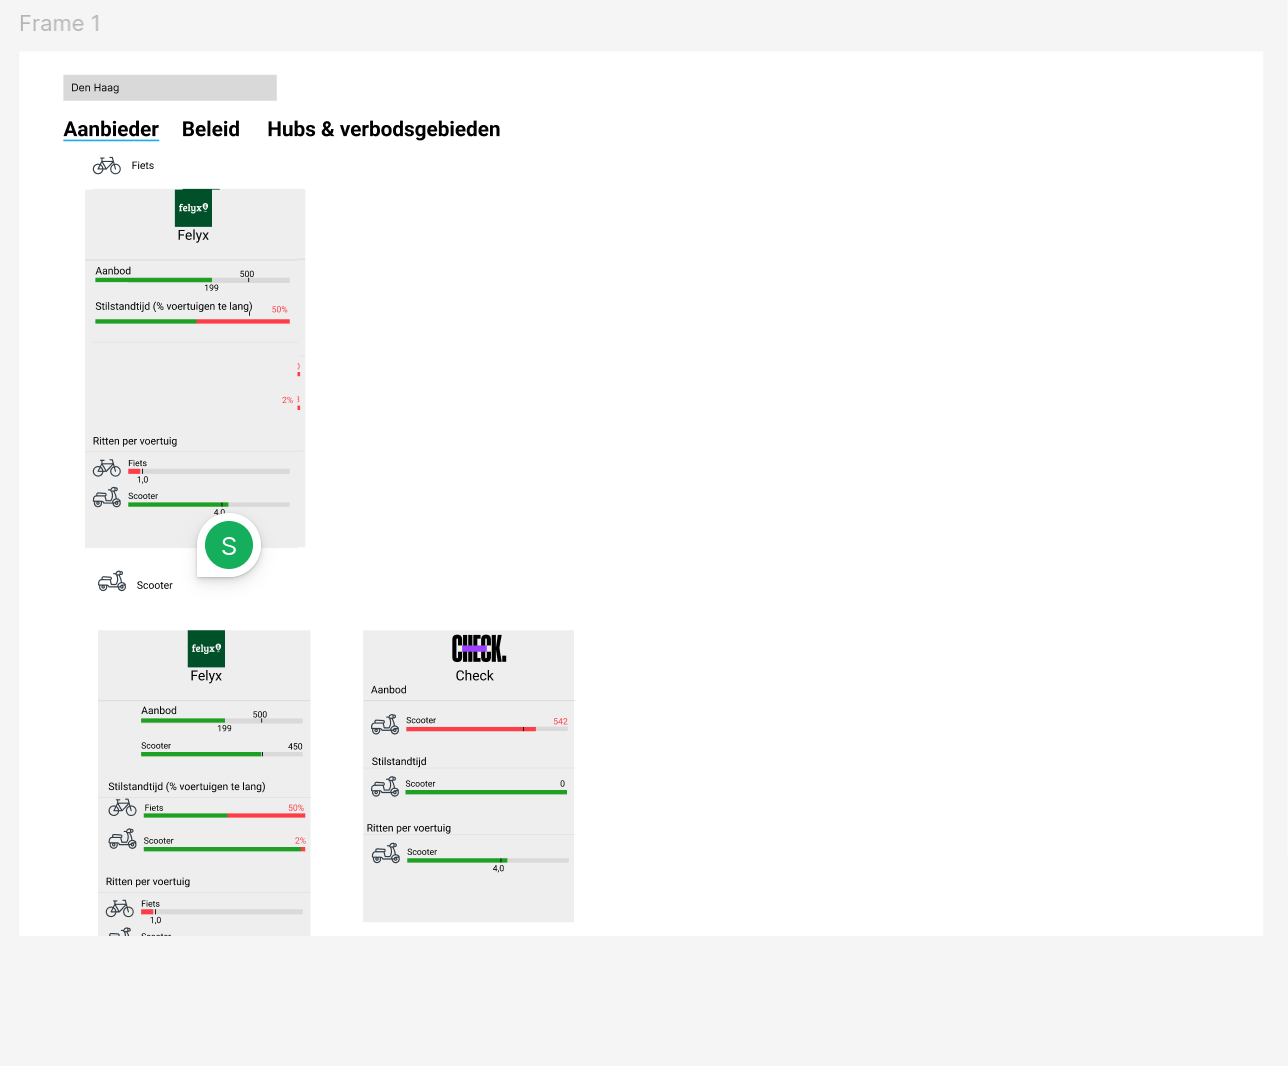 Frame 1
Den Haag
Aanbieder Beleid Hubs & verbodsgebieden
Fiets
felyx
Felyx
Aanbod
500
199
Stilstandtijd (% voertuigen te lang)
50%
2%
Ritten per voertuig
Fiets
1,0
Scooter
4,0
S
Scooter
felyx
Felyx
Aanbod
500
199
Scooter
450
Stilstandtijd (% voertuigen te lang)
Fiets
50%
Scooter
2%
Ritten per voertuig
Fiets
1,0
Scooter
CHECK.
Check
Aanbod
Scooter
542
Stilstandtijd
Scooter
0
Ritten per voertuig
Scooter
4,0